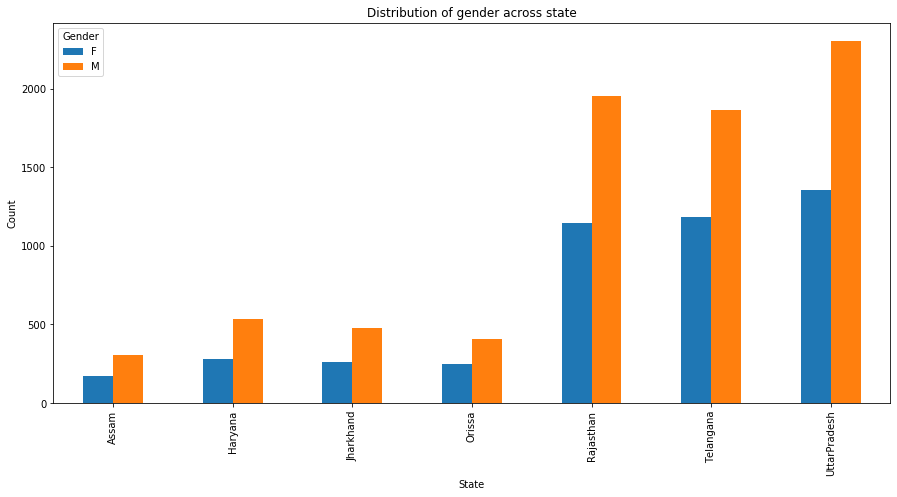 Distribution of gender across state
Gender
F
M
Count
2000
1500
1000
500
0
Assam
Haryana
Jharkhand
Orissa
Rajasthan
Telangana
UttarPradesh
State